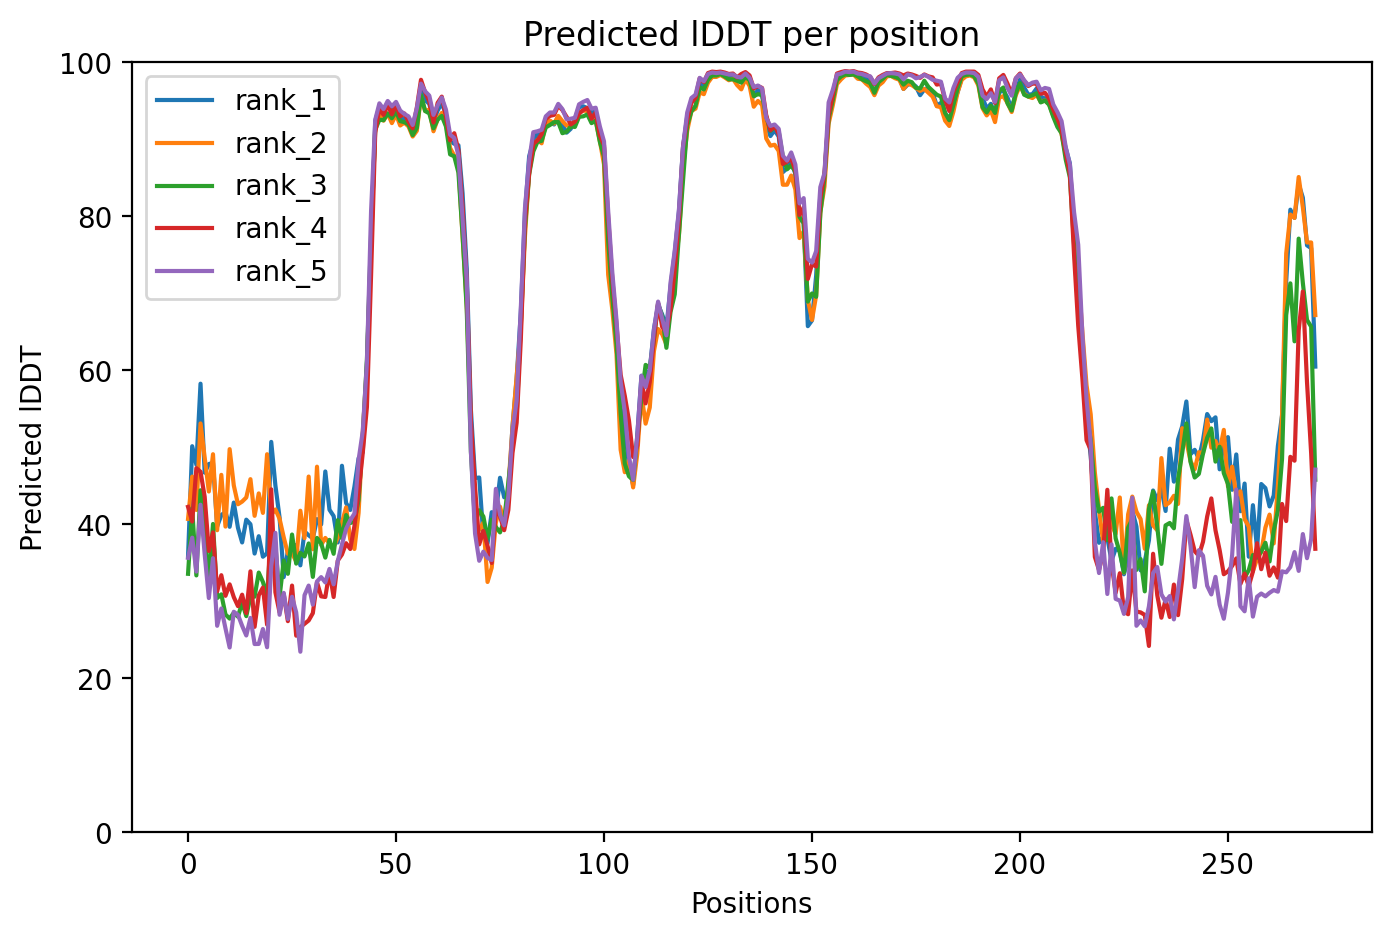 Predicted lDDT per position
100
80
60
40
20
0
Predicted lDDT
rank_1
rank_2
rank_3
rank_4
rank_5
0 50 100 150 200 250
Positions